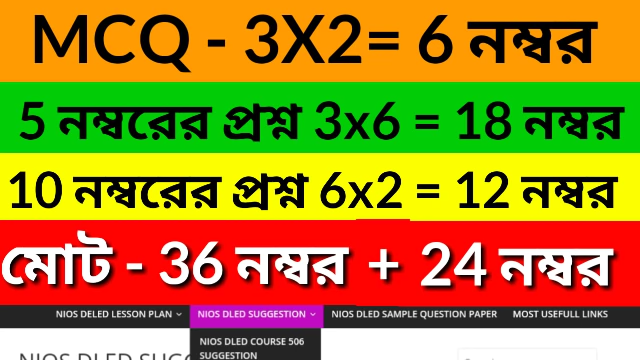 MCQ - 3X2= 6 নম্বর
5 নম্বরের প্রশ্ন 3x6 = 18 নম্বর
10 নম্বরের প্রশ্ন 6x2 = 12 নম্বর
মোট - 36 নম্বর + 24 নম্বর
NIOS DELED LESSON PLAN NIOS DLED SUGGESTION NIOS DLED SAMPLE QUESTION PAPER MOST USEFULL LINKS
NIOS DLED COURSE 506
SUGGESTION
NIOS DLED